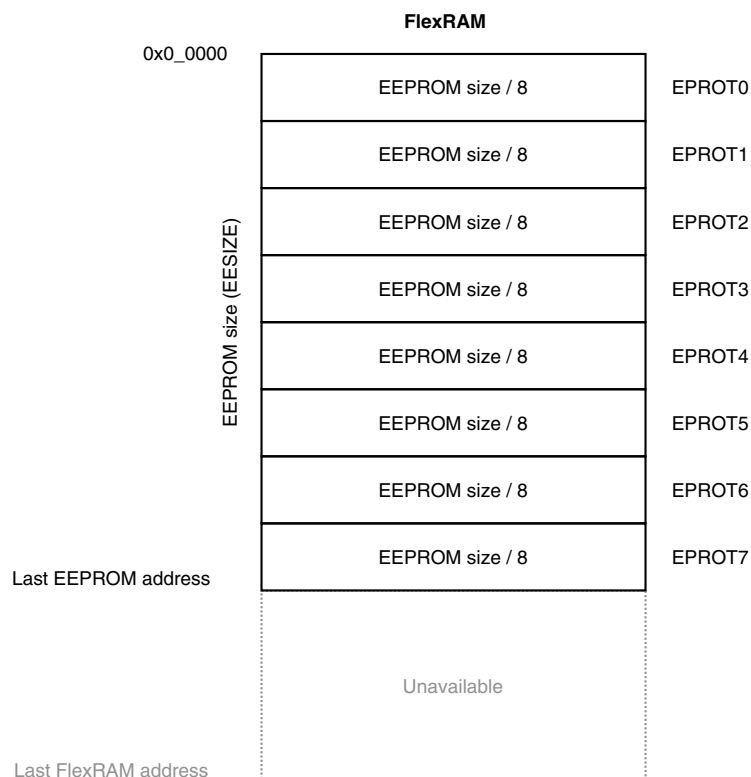 FlexRAM
0x0_0000
EEPROM size / 8 EPROT0
EEPROM size / 8 EPROT1
EEPROM size / 8 EPROT2
EEPROM size (EESIZE)
EEPROM size / 8 EPROT3
EEPROM size / 8 EPROT4
EEPROM size / 8 EPROT5
EEPROM size / 8 EPROT6
EEPROM size / 8 EPROT7
Last EEPROM address
Unavailable
Last FlexRAM address